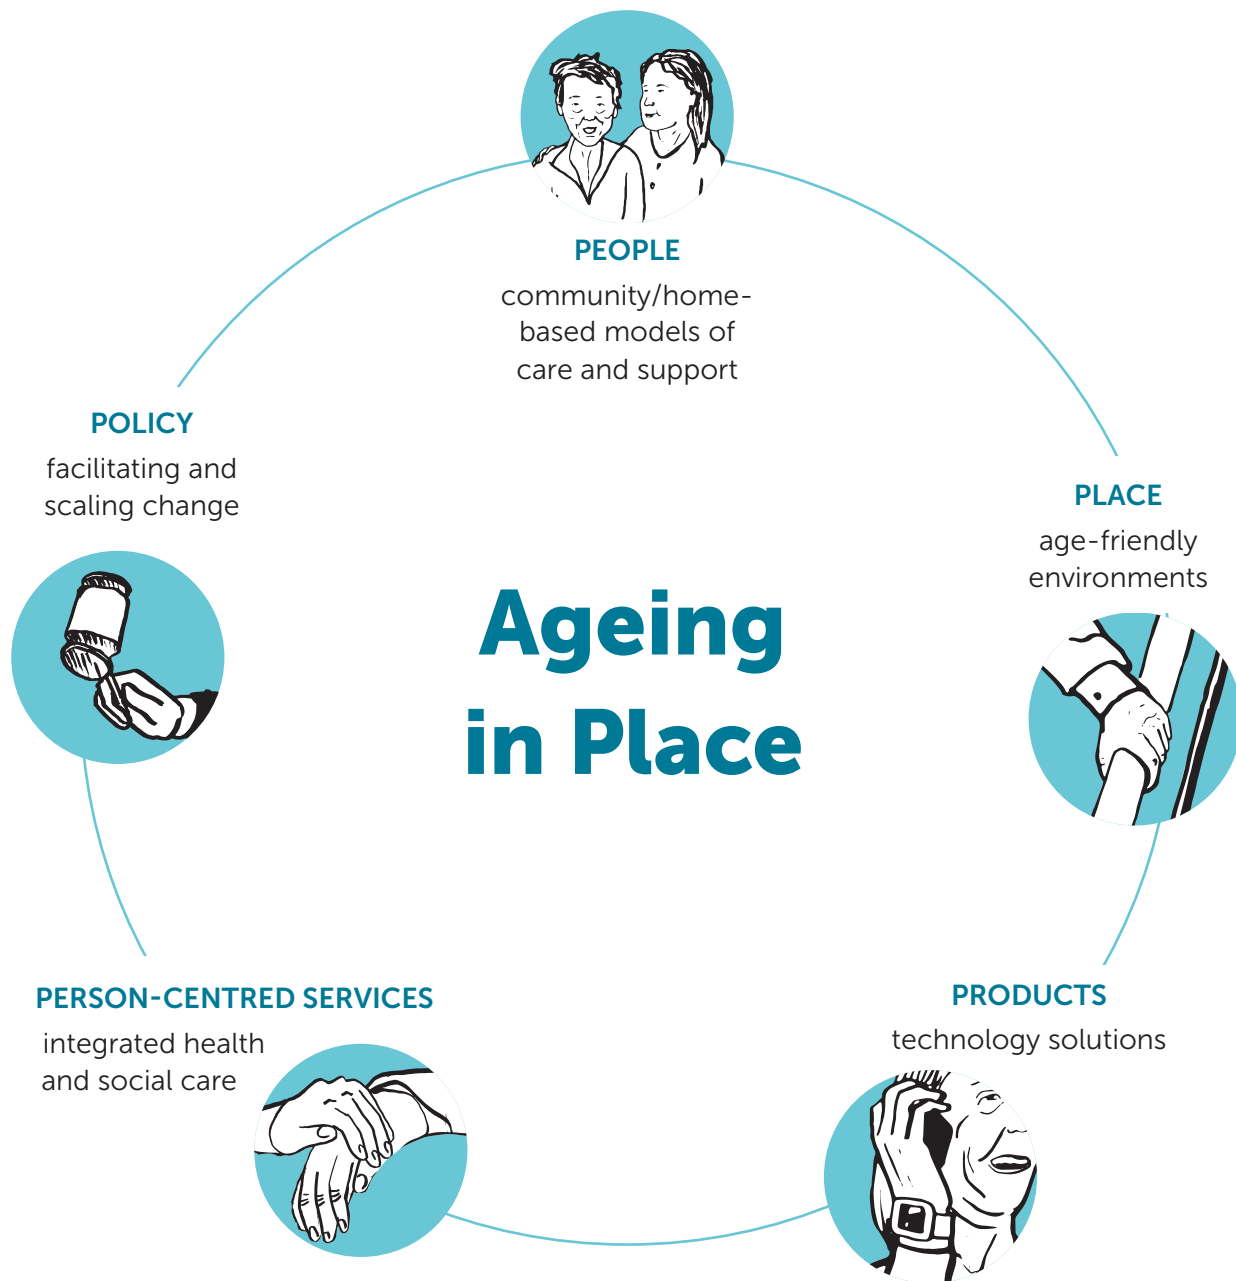 PEOPLE
community/home-
based models of
care and support
POLICY
facilitating and
scaling change
PLACE
age-friendly
environments
Ageing
in Place
PERSON-CENTRED SERVICES
integrated health
and social care
PRODUCTS
technology solutions